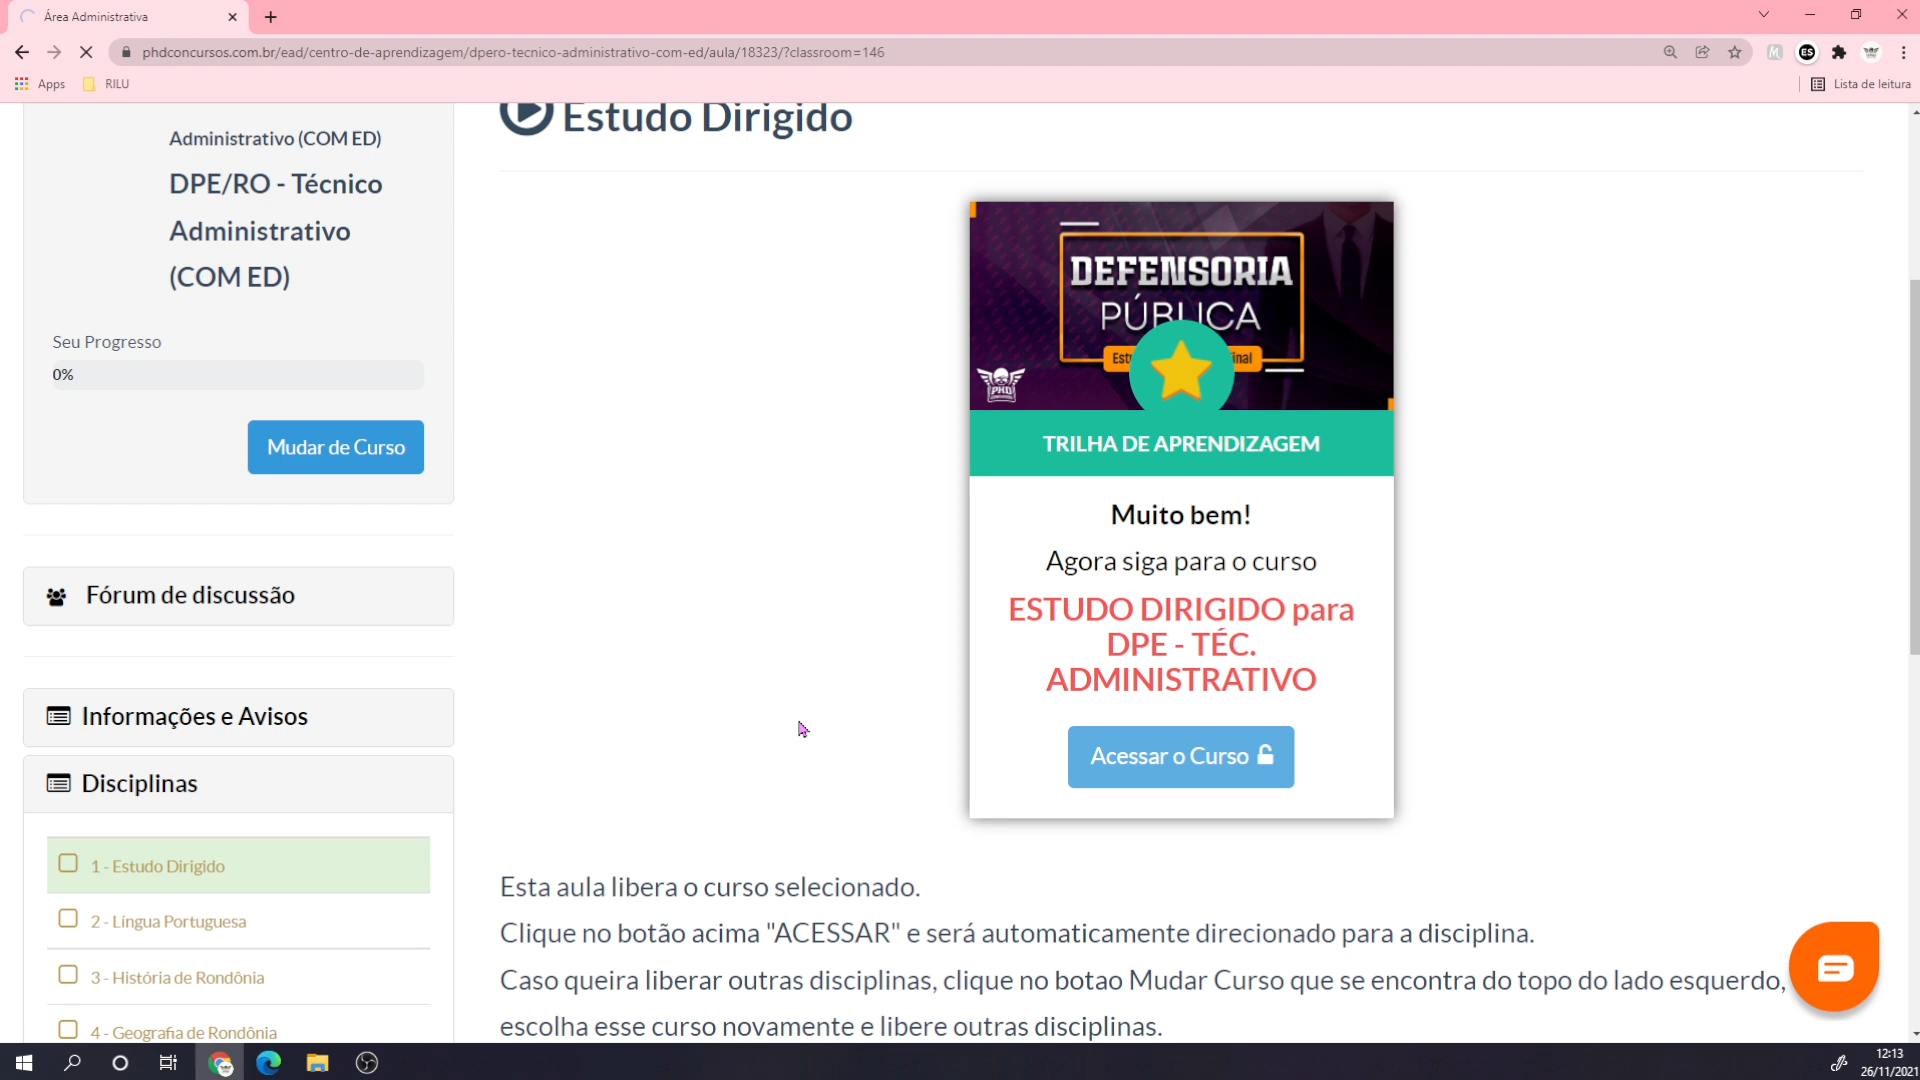 Área Administrativa
phdconcursos.com.br/ead/centro-de-aprendizagem/dpero-tecnico-administrativo-com-ed/aula/18323/?classroom=146
Apps
RILU
Lista de leitura
Administrativo (COM ED)
DPE/RO - Técnico
Administrativo
(COM ED)
Seu Progresso
0%
Mudar de Curso
Fórum de discussão
Informações e Avisos
Disciplinas
1 - Estudo Dirigido
2 - Língua Portuguesa
3 - História de Rondônia
4 - Geografia de Rondônia
Estudo Dirigido
DEFENSORIA
PÚBLICA
PHD
TRILHA DE APRENDIZAGEM
Muito bem!
Agora siga para o curso
ESTUDO DIRIGIDO para
DPE - TÉC.
ADMINISTRATIVO
Acessar o Curso
Esta aula libera o curso selecionado.
Clique no botão acima "ACESSAR" e será automaticamente direcionado para a disciplina.
Caso queira liberar outras disciplinas, clique no botao Mudar Curso que se encontra do topo do lado esquerdo,
escolha esse curso novamente e libere outras disciplinas.
12:13
26/11/2021